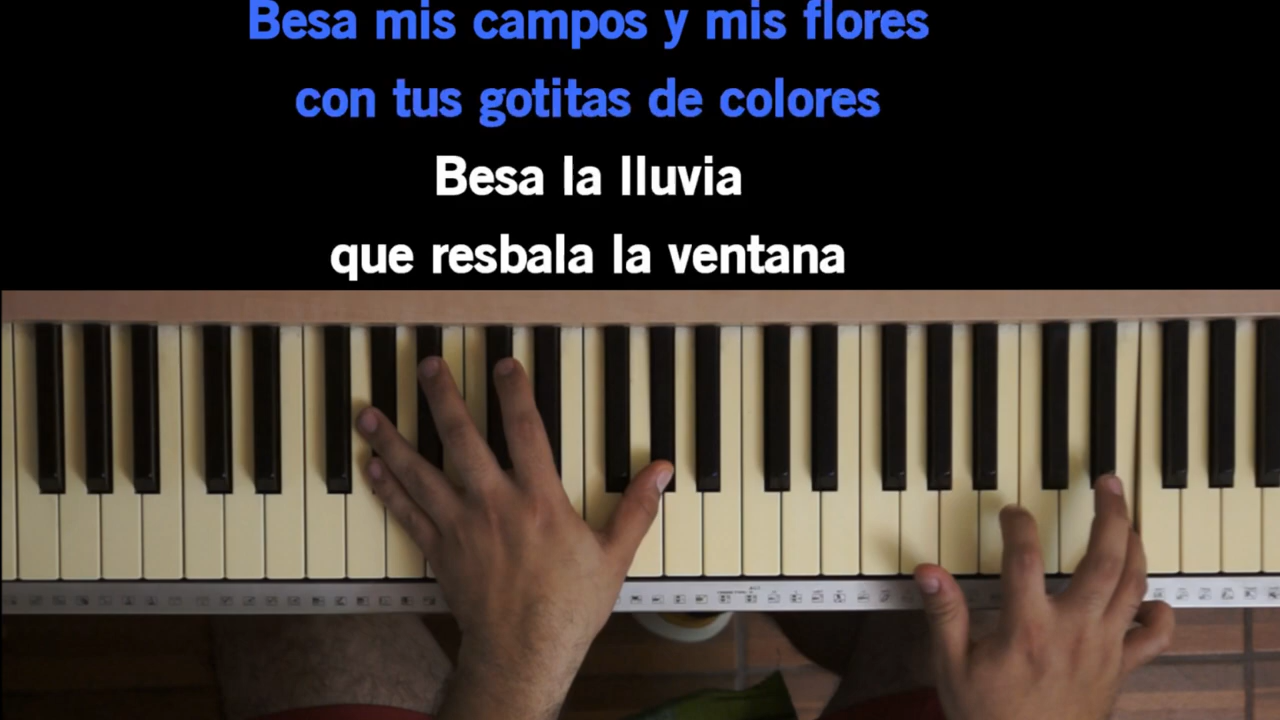 Besa mis campos y mis flores
con tus gotitas de colores
Besa la lluvia
que resbala la ventana